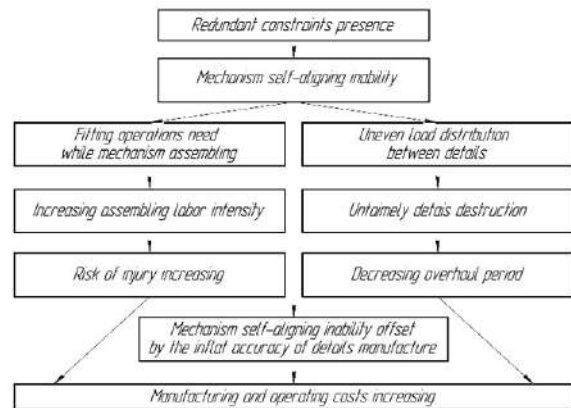 Redundant constraints presence
Mechanism self-aligning inability
Fitting operations need
while mechanism assembling
Uneven load distribution
between details
Increasing assembling labor intensity
Untaimely detais destruction
Risk of injury increasing
Decreasing overhaul period
Mechanism self-aligning inability offset
by the inflat accuracy of details manufacture
Manufacturing and operating costs increasing